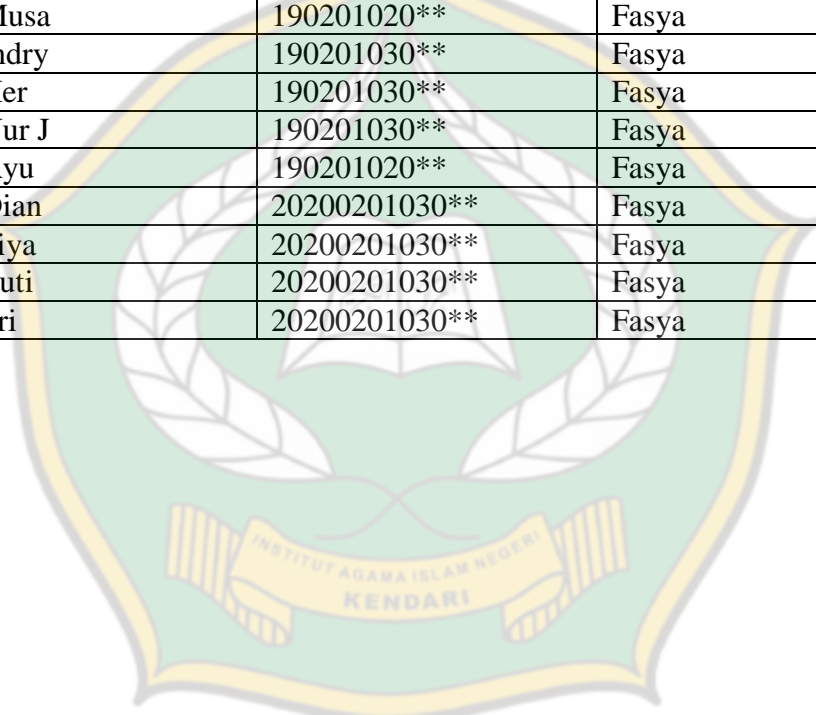 Musa 190201020** Fasya
ndry 190201030** Fasya
er 190201030** Fasya
ur J 190201030** Fasya
yu 190201020** Fasya
Dian 20200201030** Fasya
iya 20200201030** Fasya
uti 20200201030** Fasya
ri 20200201030** Fasya
INSTITUT AGAMA ISLAM NEGERI
KENDARI